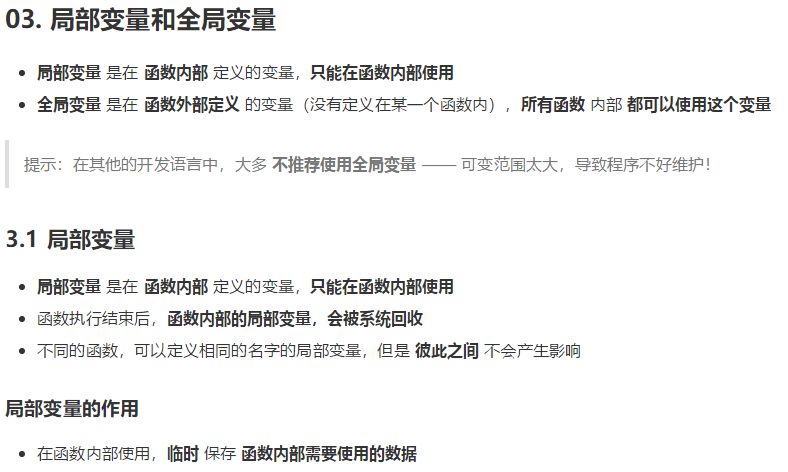 03. 局部变量和全局变量
局部变量 是在 函数内部 定义的变量，只能在函数内部使用
全局变量 是在 函数外部定义 的变量（没有定义在某一个函数内），所有函数 内部 都可以使用这个变量
提示：在其他的开发语言中，大多 不推荐使用全局变量 —— 可变范围太大，导致程序不好维护！
3.1 局部变量
局部变量 是在 函数内部 定义的变量，只能在函数内部使用
函数执行结束后，函数内部的局部变量，会被系统回收
不同的函数，可以定义相同的名字的局部变量，但是 彼此之间 不会产生影响
局部变量的作用
在函数内部使用，临时 保存 函数内部需要使用的数据